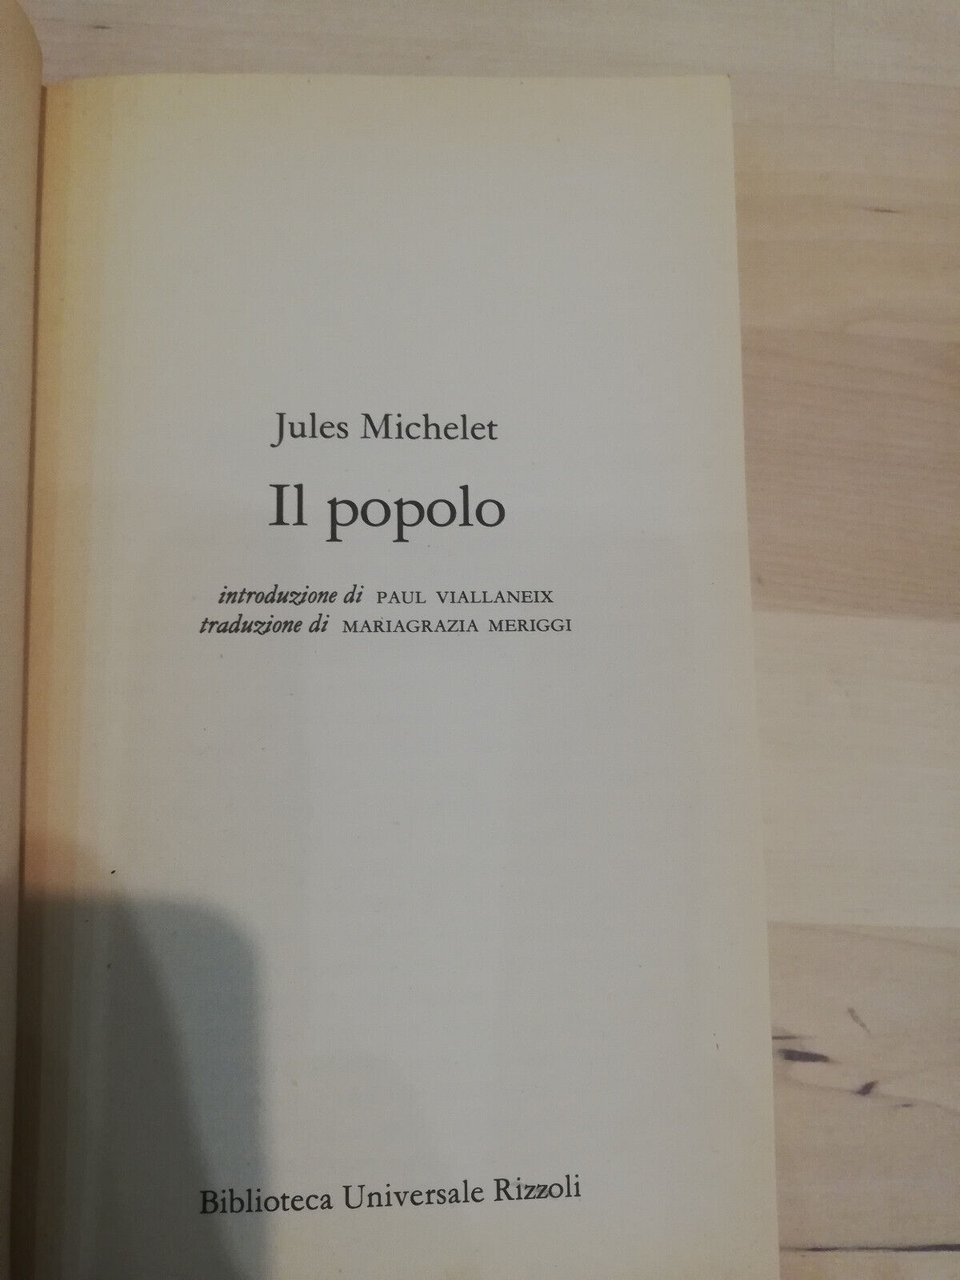 Jules Michelet
Il popolo
introduzione di PAUL VIALLANEIX
traduzione di MARIAGRAZIA MERIGGI
Biblioteca Universale Rizzoli